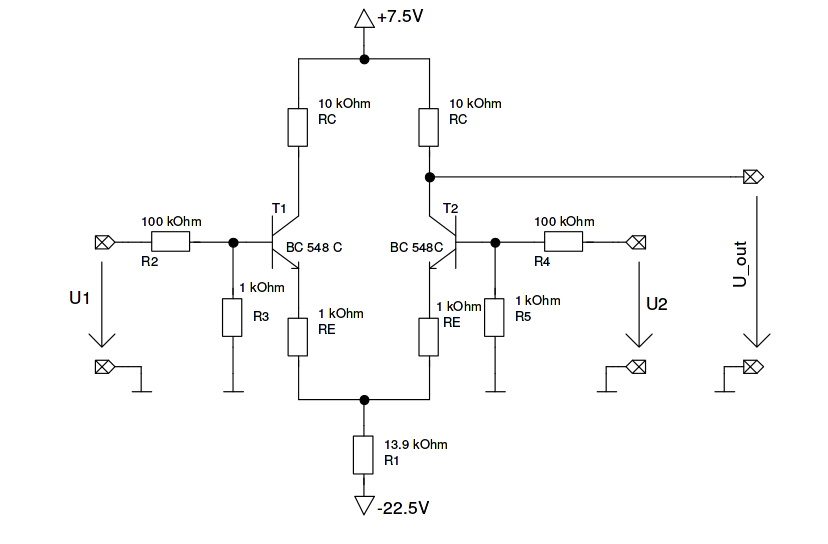 +7.5V
10 kOhm
RC
10 kOhm
RC
T1
T2
100 kOhm
100 kOhm
BC 548 C
BC 548C
R2
R4
U_out
1 kOhm
R3
U1
1 kOhm
RE
1 kOhm
RE
1 kOhm
R5
U2
13.9 kOhm
R1
-22.5V